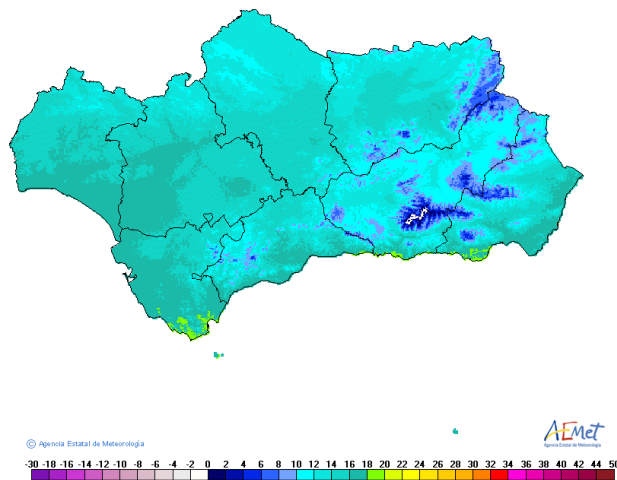 © Agencia Estatal de Meteorología
AEMet
Agencia Estatal de Meteorología
-30 -18 -16 -14 -12 -10 -8 -6 -4 -2 0 2 4 6 8 10 12 14 16 18 20 22 24 26 28 30 32 34 36 38 40 42 44 50